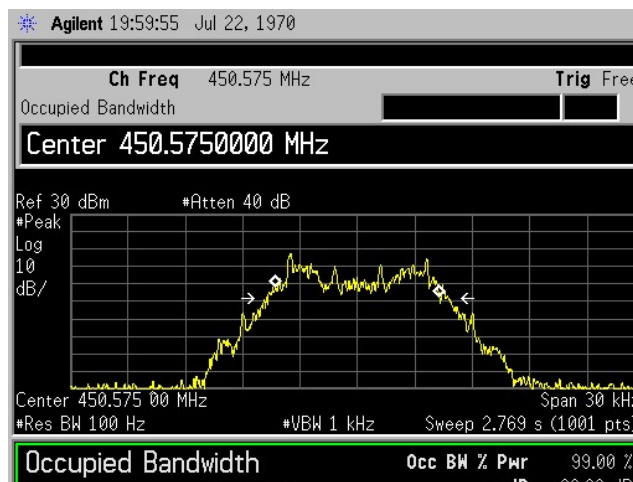 Agilent 19:59:55 Jul 22, 1970
Ch Freq 450.575 MHz Trig Free
Occupied Bandwidth
Center 450.5750000 MHz
Ref 30 dBm #Atten 40 dB
#Peak
Log
10
dB/
Center 450.575 00 MHz Span 30 kHz
#Res BW 100 Hz #VBW 1 kHz Sweep 2.769 s (1001 pts)
Occupied Bandwidth Occ BW % Pwr 99.00 %